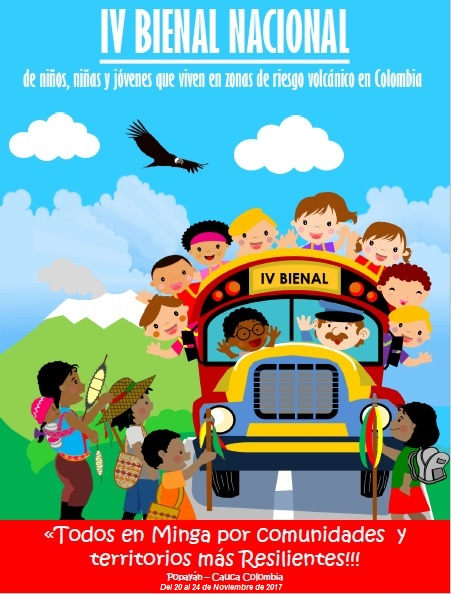 IV BIENAL NACIONAL
de niños, niñas y jóvenes que viven en zonas de riesgo volcánico en Colombia
IV BIENAL
«Todos en Minga por comunidades y
territorios más Resilientes!!!
Popayán – Cauca Colombia
Del 20 al 24 de Noviembre de 2017